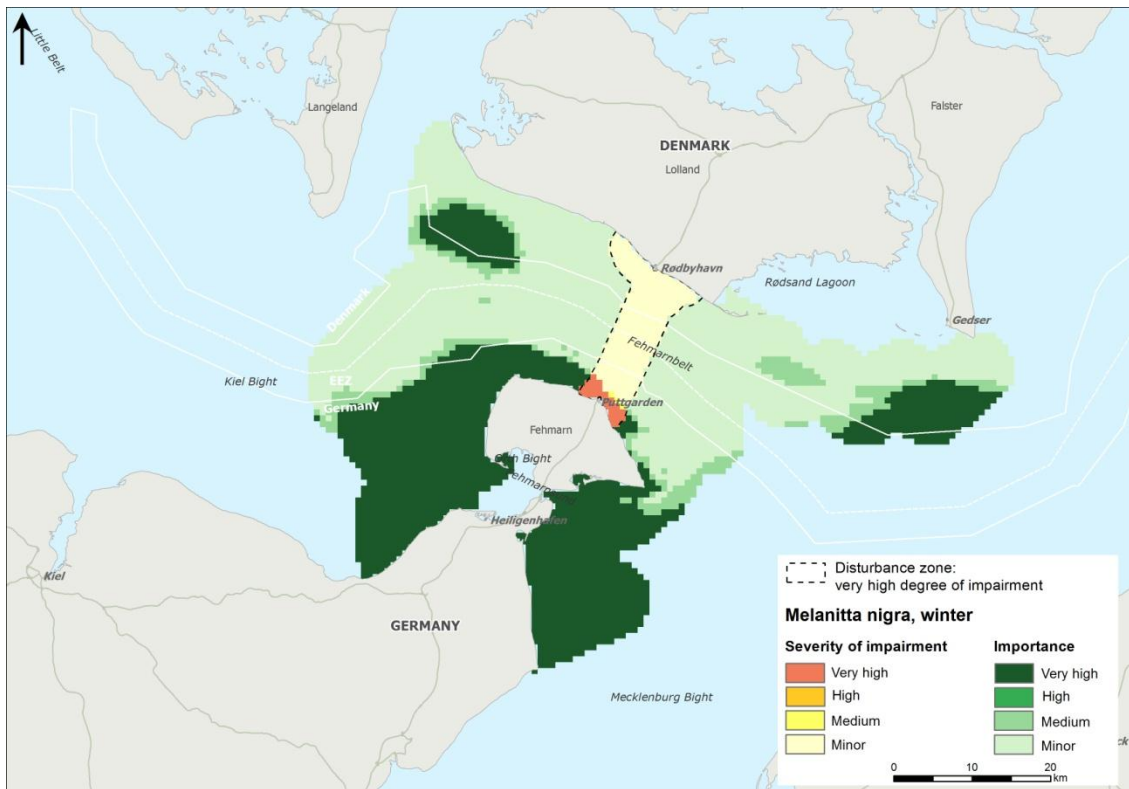 Little Belt
Langeland
Falster
DENMARK
Lolland
Rødbyhavn
Rødsand Lagoon
Gedser
Denmark
Fehmarnbelt
Kiel Bight
EEZ
Germany
Puttgarden
Fehmarn
Bight
Heiligenhafen
Kiel
GERMANY
Mecklenburg Bight
Disturbance zone:
very high degree of impairment
Melanitta nigra, winter
Severity of impairment
Very high
High
Medium
Minor
Importance
Very high
High
Medium
Minor
0 10 20
km